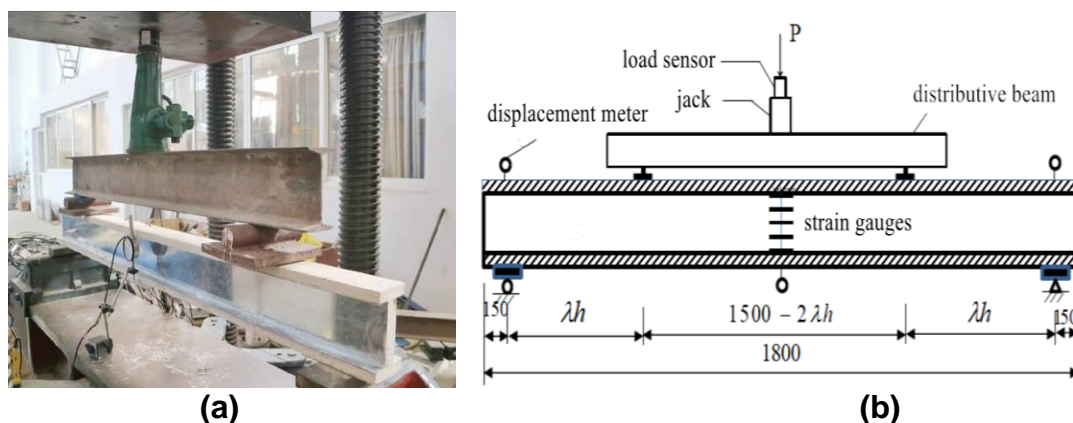 P
load sensor
jack
displacement meter
distributive beam
strain gauges
150
λh
1500 − 2λh
λh
150
1800
(a)
(b)